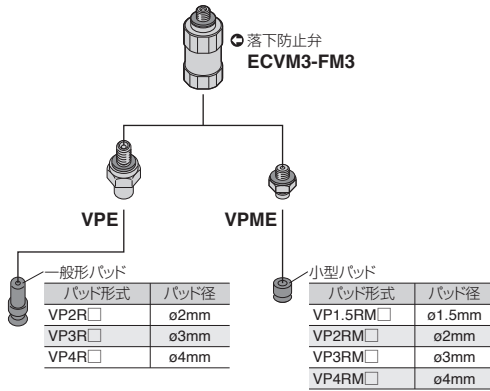 落下防止弁
ECVM3-FM3
VPE
VPME
一般形パッド
パッド形式 パッド径
VP2R□ ø2mm
VP3R□ ø3mm
VP4R□ ø4mm
小型パッド
パッド形式 パッド径
VP1.5RM□ ø1.5mm
VP2RM□ ø2mm
VP3RM□ ø3mm
VP4RM□ ø4mm